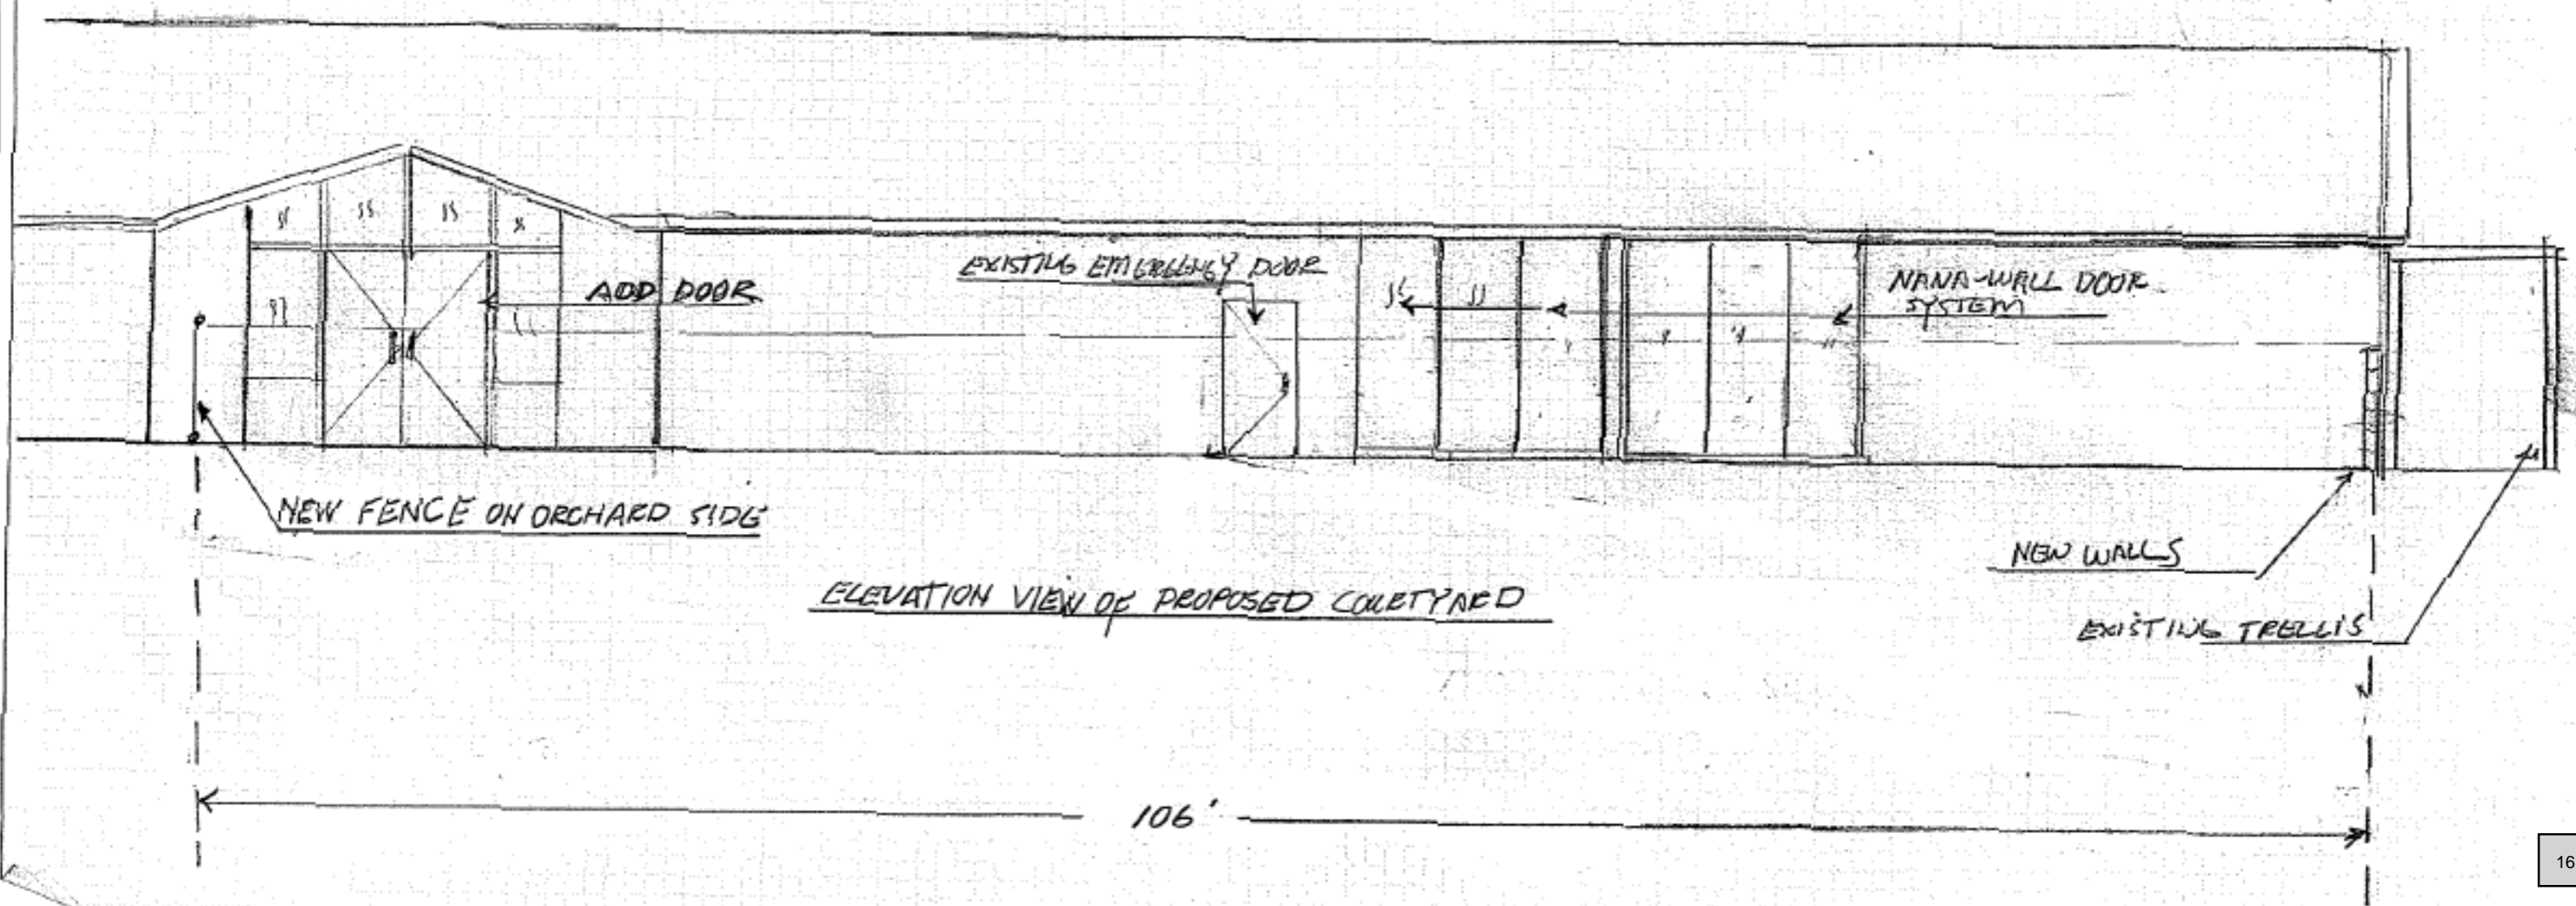 EXISTING EMERGENCY DOOR
ADD DOOR
NANA-WALL DOOR
SYSTEM
NEW FENCE ON ORCHARD SIDE
NEW WALLS
ELEVATION VIEW OF PROPOSED COURTYARD
EXISTING TRELLIS
106'
16